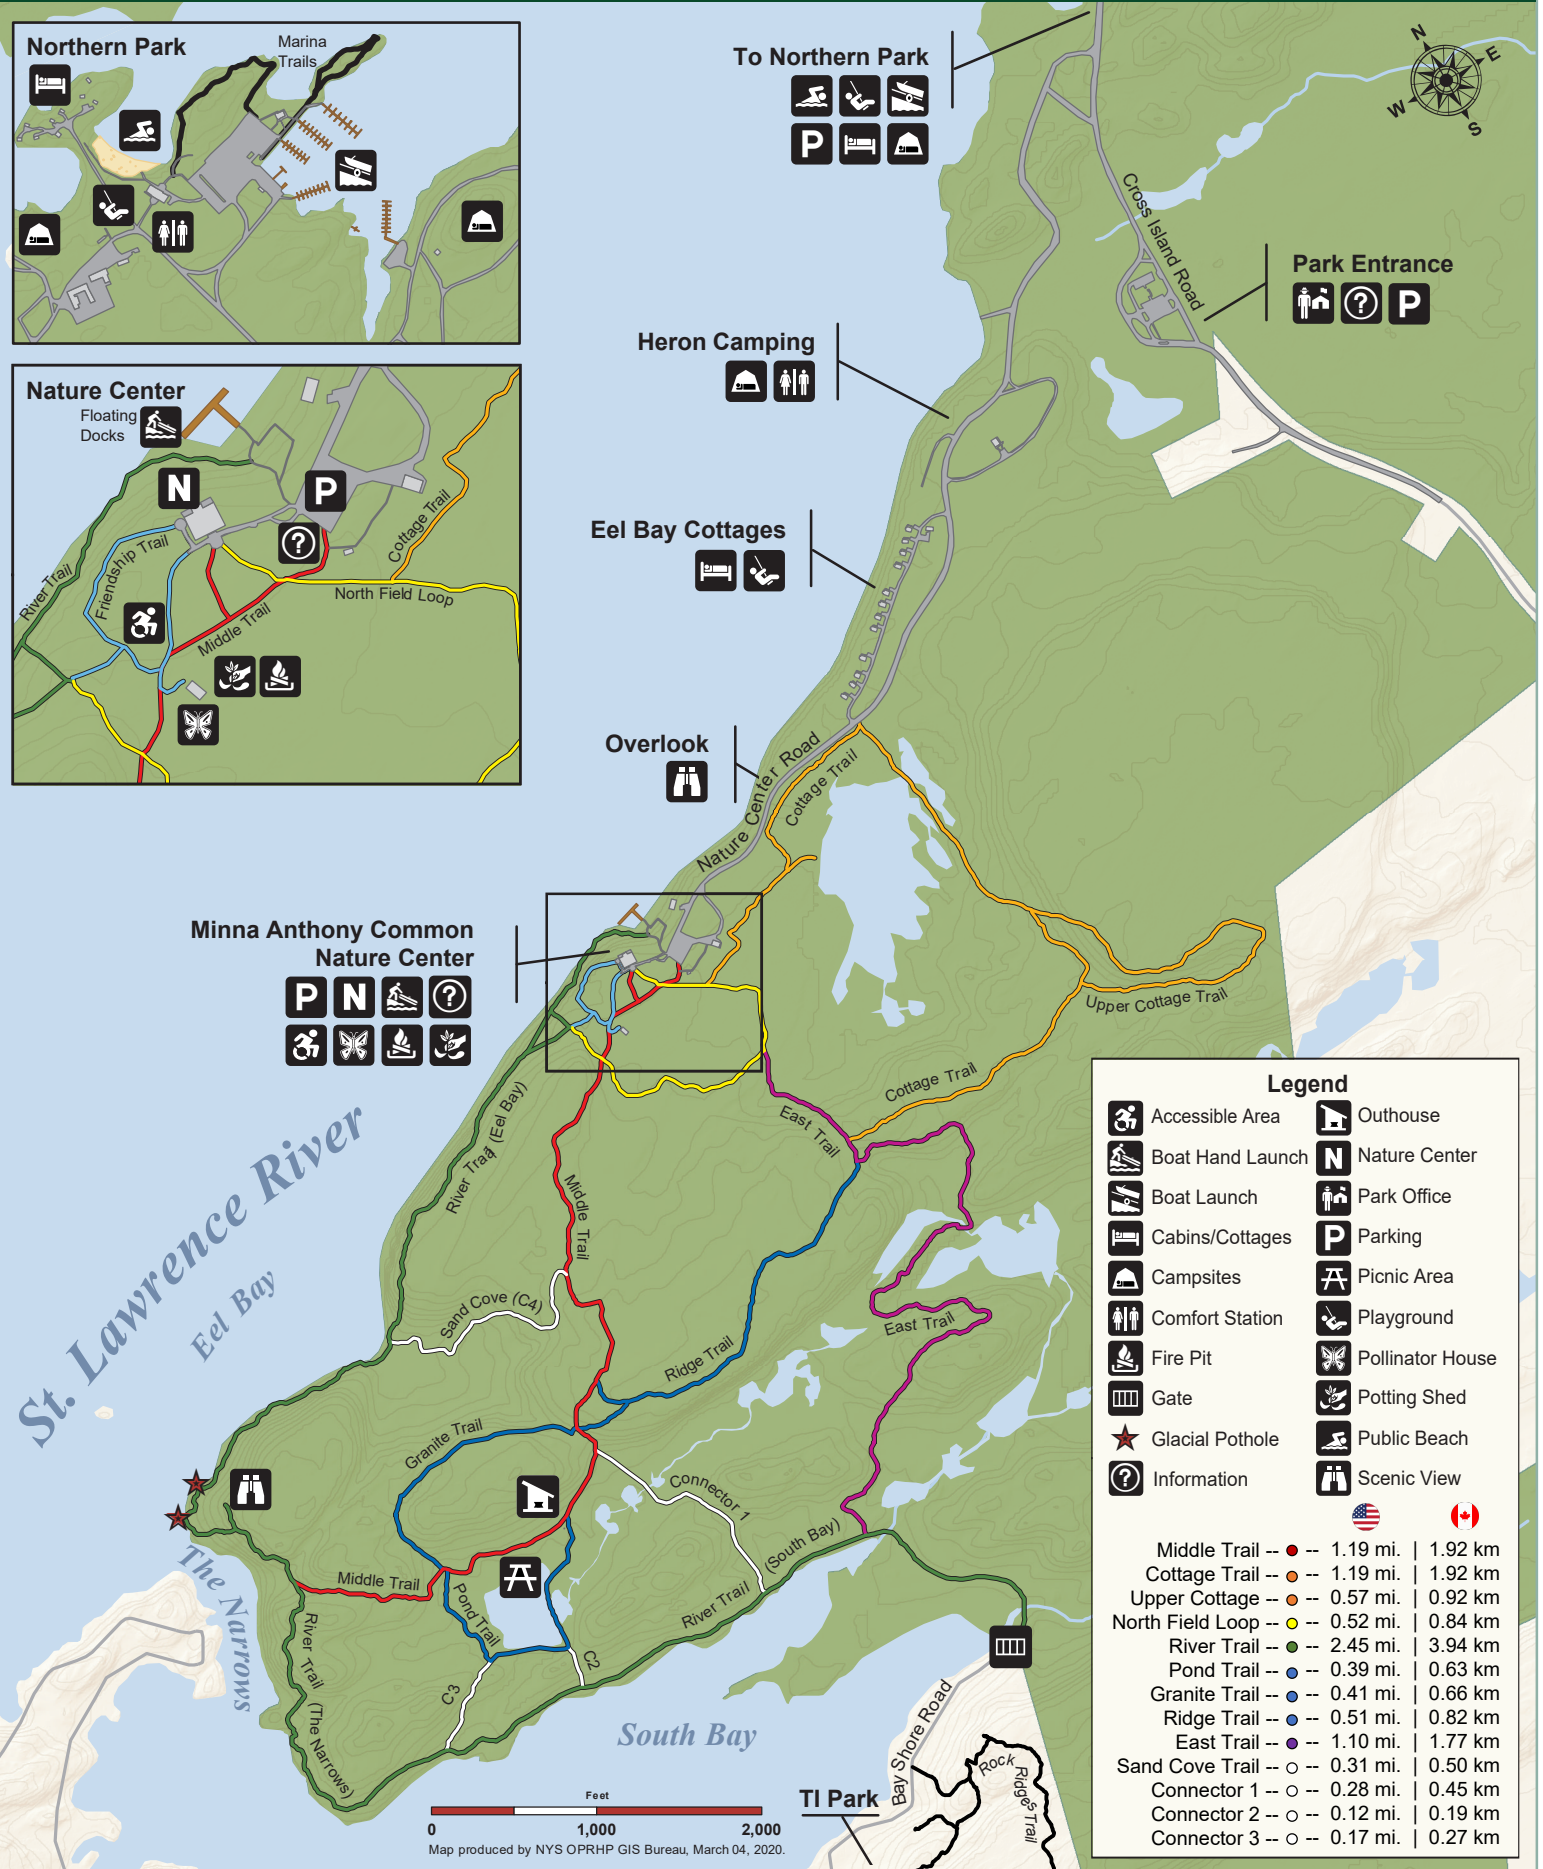 Northern Park
Marina
Trails
Nature Center
Floating
Docks
N
P
?
River Trail
Friendship Trail
Middle Trail
Cottage Trail
North Field Loop
To Northern Park
P
N
E
W
S
Cross Island Road
Park Entrance
? P
Heron Camping
Eel Bay Cottages
Overlook
Nature Center Road
Cottage Trail
Minna Anthony Common
Nature Center
P N ?
Upper Cottage Trail
Cottage Trail
East Trail
River Trail (Eel Bay)
Middle Trail
St. Lawrence River
Eel Bay
Sand Cove (C4)
Ridge Trail
East Trail
Granite Trail
Connector 1
The Narrows
Middle Trail
Pond Trail
River Trail (South Bay)
River Trail (The Narrows)
C2
C3
South Bay
Bay Shore Road
TI Park
Rock Ridges Trail
Feet
0 1,000 2,000
Map produced by NYS OPRHP GIS Bureau, March 04, 2020.
Legend
Accessible Area
Boat Hand Launch
Boat Launch
Cabins/Cottages
Campsites
Comfort Station
Fire Pit
Gate
Glacial Pothole
? Information
Outhouse
N Nature Center
Park Office
P Parking
Picnic Area
Playground
Pollinator House
Potting Shed
Public Beach
Scenic View
Middle Trail -- -- 1.19 mi. | 1.92 km
Cottage Trail -- -- 1.19 mi. | 1.92 km
Upper Cottage -- -- 0.57 mi. | 0.92 km
North Field Loop -- -- 0.52 mi. | 0.84 km
River Trail -- -- 2.45 mi. | 3.94 km
Pond Trail -- -- 0.39 mi. | 0.63 km
Granite Trail -- -- 0.41 mi. | 0.66 km
Ridge Trail -- -- 0.51 mi. | 0.82 km
East Trail -- -- 1.10 mi. | 1.77 km
Sand Cove Trail -- -- 0.31 mi. | 0.50 km
Connector 1 -- -- 0.28 mi. | 0.45 km
Connector 2 -- -- 0.12 mi. | 0.19 km
Connector 3 -- -- 0.17 mi. | 0.27 km